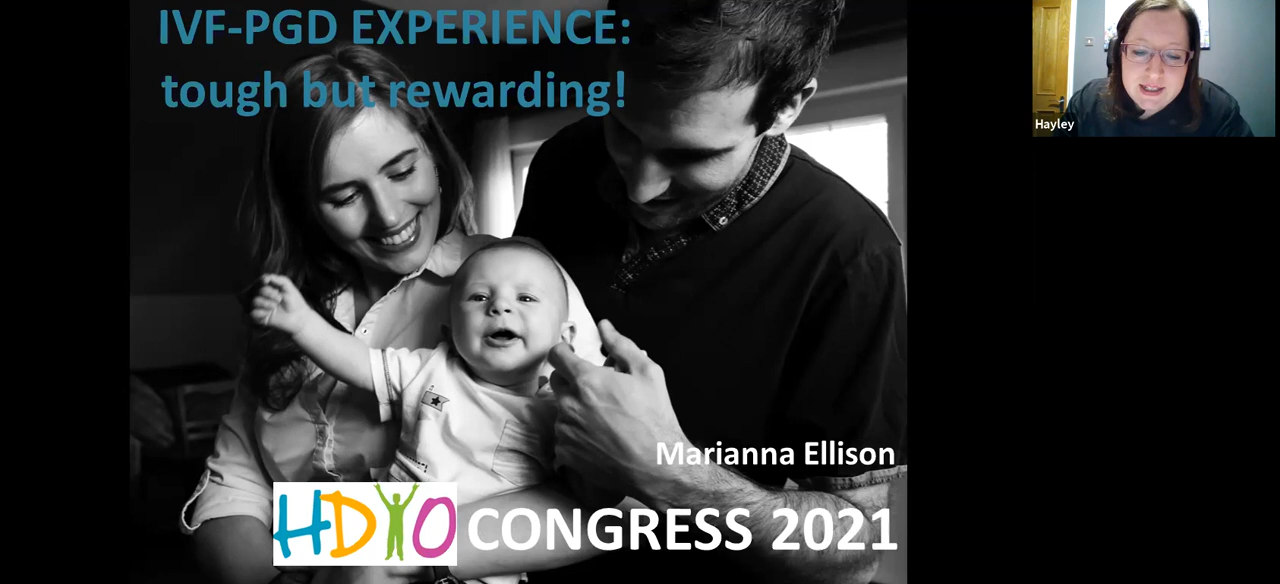 IVF-PGD EXPERIENCE:
tough but rewarding!
Hayley
Marianna Ellison
HDYO CONGRESS 2021